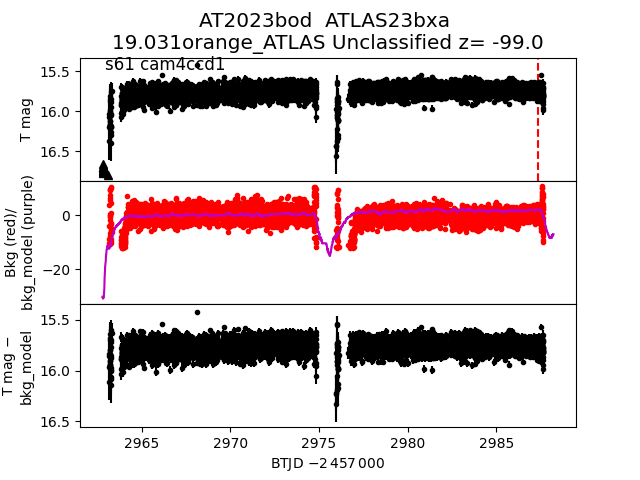 AT2023bod  ATLAS23bxa
19.031orange_ATLAS Unclassified z= -99.0
s61 cam4ccd1
15.5
16.0
16.5
T mag
0
−20
Bkg (red)/
bkg_model (purple)
15.5
16.0
16.5
T mag −
bkg_model
2965 2970 2975 2980 2985
BTJD −2 457 000